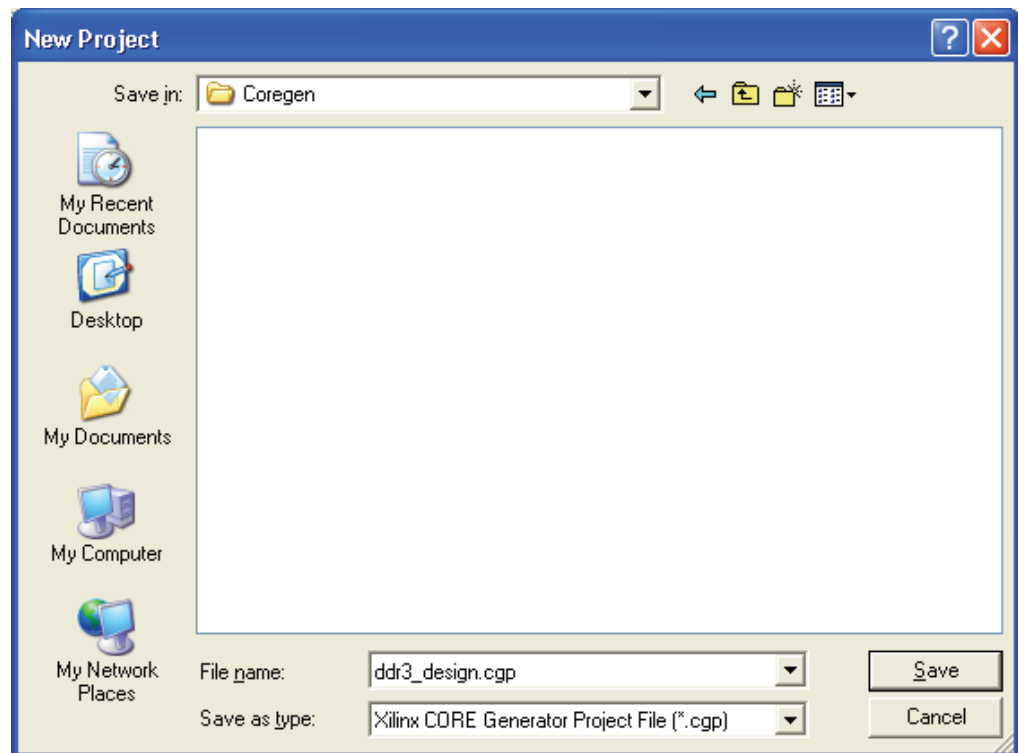 New Project
Save in:
Coregen
My Recent
Documents
Desktop
My Documents
My Computer
My Network
Places
File name:
ddr3_design.cgp
Save
Save as type:
Xilinx CORE Generator Project File (*.cgp)
Cancel